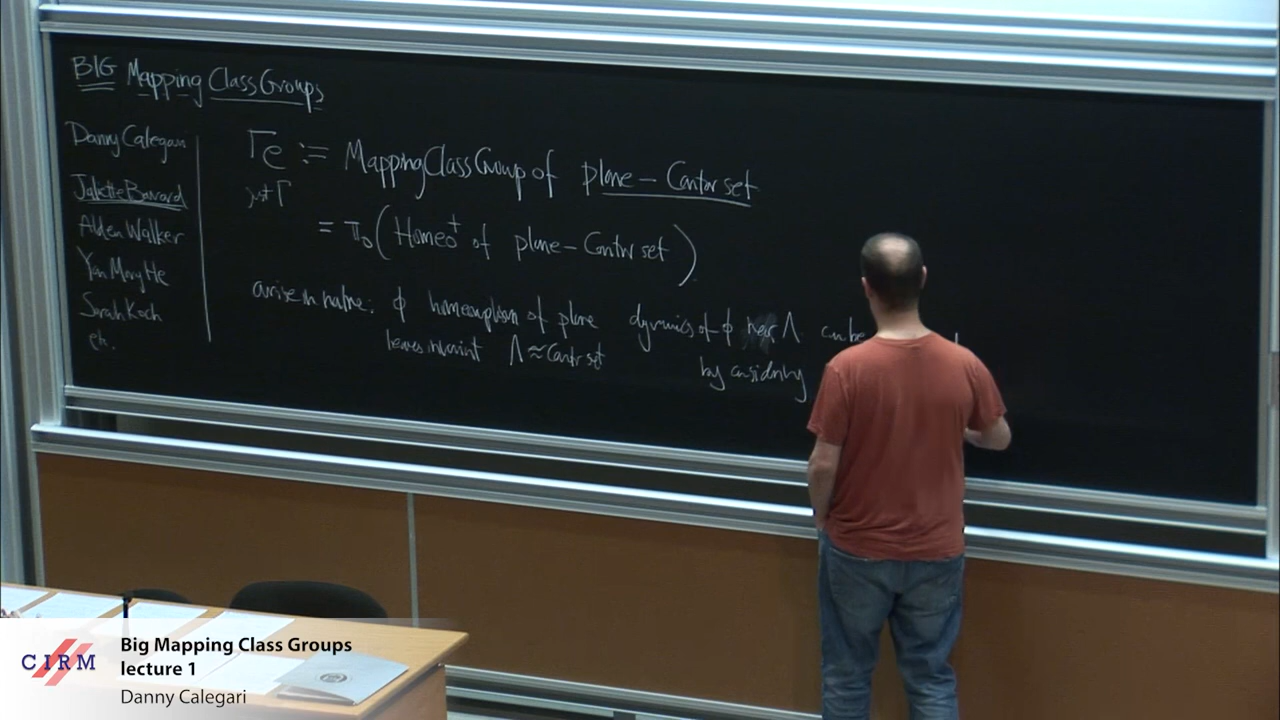 BIG Mapping Class Groups
Danny Calegari
Juliette Bavard
Alden Walker
Yan Mary He
Sarah Koch
etc.
Γ_C := Mapping Class Group of plane – Cantor set
just Γ
= π₀(Homeo⁺ of plane – Cantor set)
arise in nature: φ homeomorphism of plane
leaves invariant Λ ≈ Cantor set
dynamics of φ near Λ can be
by considering
CIRM
Big Mapping Class Groups
lecture 1
Danny Calegari